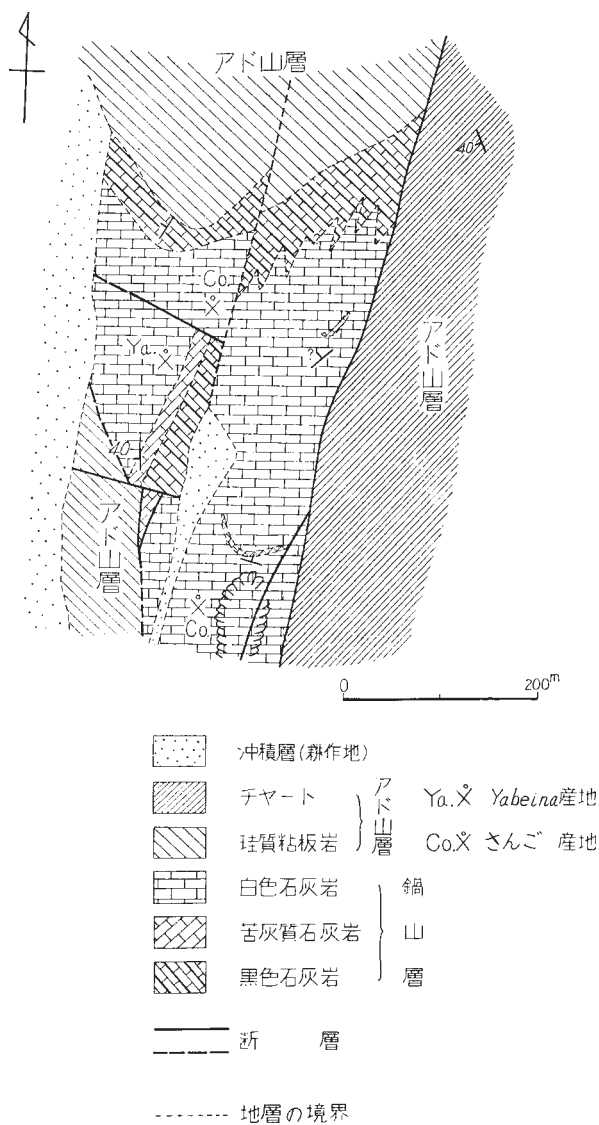 アド山層
40
Co.
Ya.
?
アド山層
40
アド山層
Co.
0 200m
沖積層(耕作地)
チャート
珪質粘板岩
アド山層
Ya. Yabeina産地
Co. さんご 産地
白色石灰岩
苦灰質石灰岩
黒色石灰岩
鍋山層
断 層
地層の境界